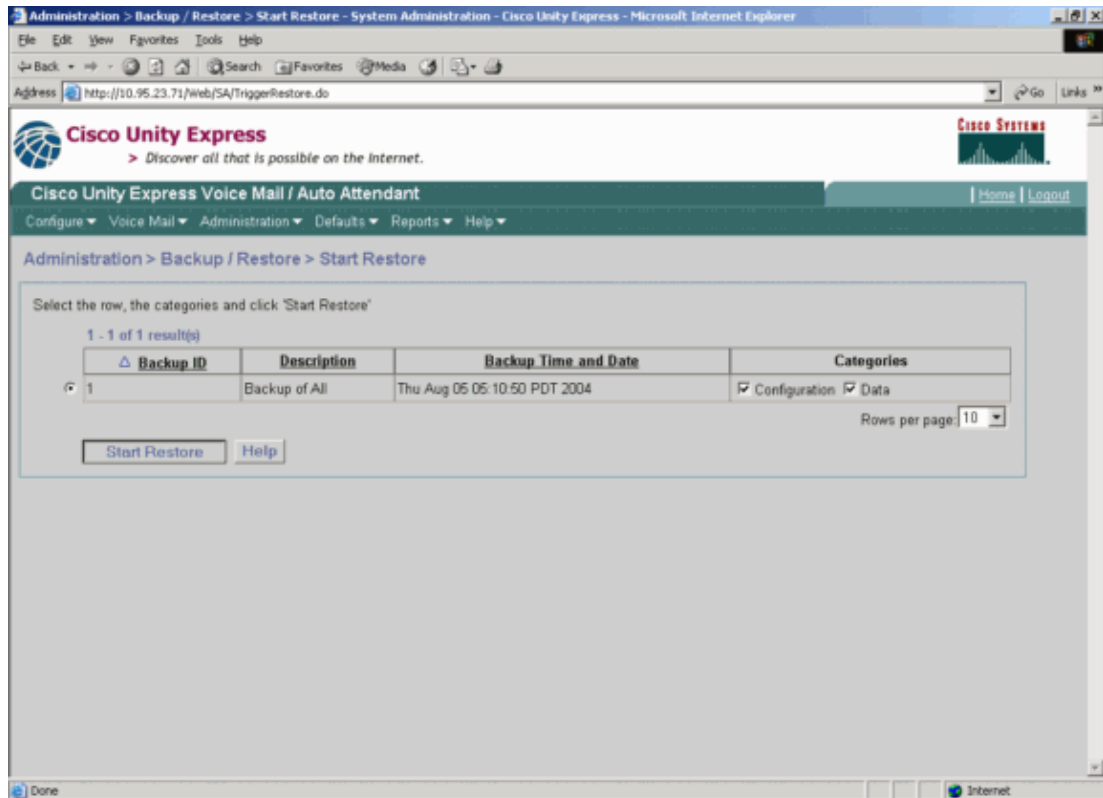 Administration > Backup / Restore > Start Restore - System Administration - Cisco Unity Express - Microsoft Internet Explorer
File Edit View Favorites Tools Help
Back Search Favorites Media
Address http://10.95.23.71/Web/SA/TriggerRestore.do Go Links »
Cisco Unity Express
> Discover all that is possible on the Internet.
CISCO SYSTEMS
Cisco Unity Express Voice Mail / Auto Attendant
| Home | Logout
Configure Voice Mail Administration Defaults Reports Help
Administration > Backup / Restore > Start Restore
Select the row, the categories and click 'Start Restore'
1 - 1 of 1 result(s)
Backup ID Description Backup Time and Date Categories
1 Backup of All Thu Aug 05 05:10:50 PDT 2004 Configuration Data
Rows per page: 10
Start Restore Help
Done Internet